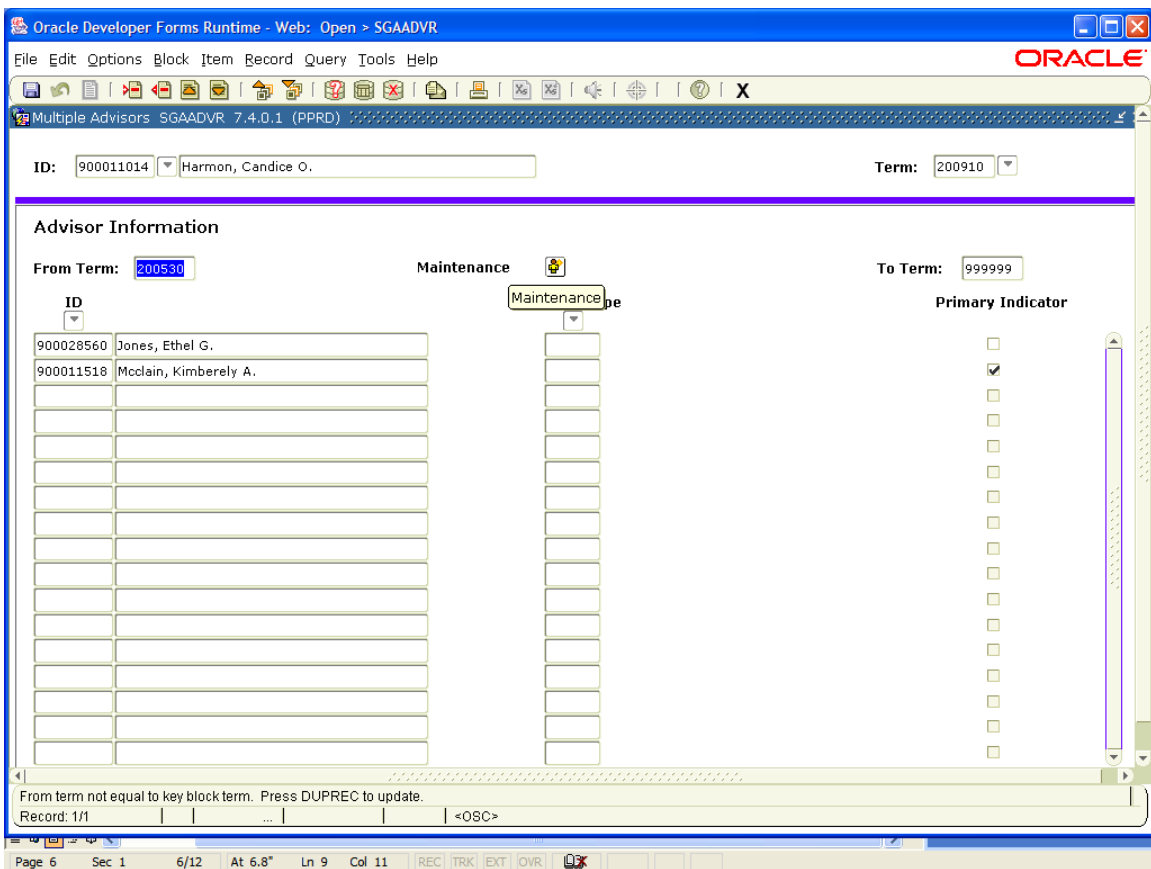 Oracle Developer Forms Runtime - Web: Open > SGAADVR
File Edit Options Block Item Record Query Tools Help
ORACLE
X
Multiple Advisors SGAADVR 7.4.0.1 (PPRD)
ID: 900011014 Harmon, Candice O. Term: 200910
Advisor Information
From Term: 200530 Maintenance To Term: 999999
ID Maintenance pe Primary Indicator
900028560 Jones, Ethel G.
900011518 Mcclain, Kimberely A.
From term not equal to key block term. Press DUPREC to update.
Record: 1/1 ... <OSC>
Page 6 Sec 1 6/12 At 6.8" Ln 9 Col 11 REC TRK EXT OVR